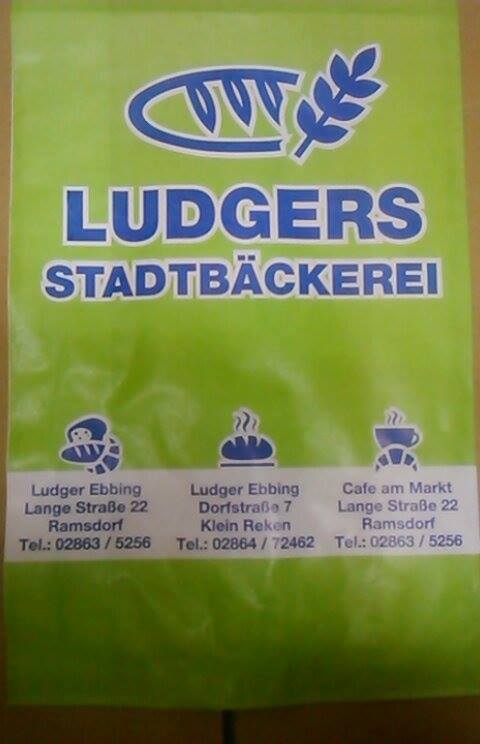 LUDGERS
STADTBÄCKEREI
Ludger Ebbing
Lange Straße 22
Ramsdorf
Tel.: 02863 / 5256
Ludger Ebbing
Dorfstraße 7
Klein Reken
Tel.: 02864 / 72462
Cafe am Markt
Lange Straße 22
Ramsdorf
Tel.: 02863 / 5256